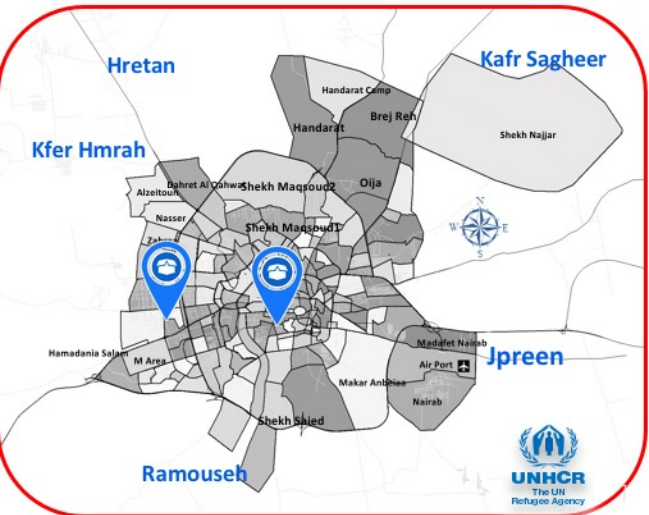 Hretan
Kafr Sagheer
Handarat Camp
Brej Reh
Handarat
Shekh Najjar
Kfer Hmrah
Dahret Al Qahwa
Shekh Maqsoud2
Oija
Alzeitoun
Nasser
Shekh Maqsoud1
N
W E
S
Hamadania Salam
M Area
Madafet Nairab
Jpreen
Air Port
Makar Anbeiaa
Nairab
Shekh Saied
Ramouseh
UNHCR
The UN
Refugee Agency